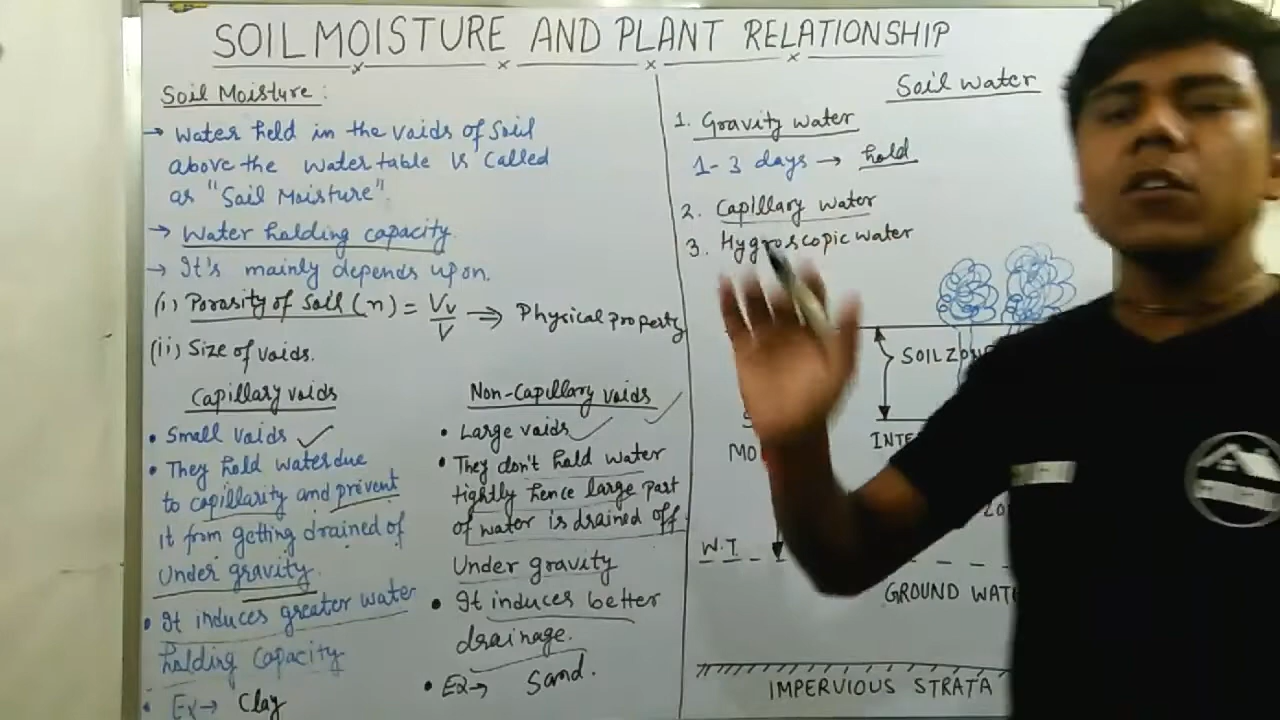 SOIL MOISTURE AND PLANT RELATIONSHIP
Soil Moisture :
→ Water held in the voids of Soil
above the water table is called
as "Soil Moisture".
→ Water holding capacity.
→ It's mainly depends upon.
(i) Porosity of soil (n) = Vv/V ⇒ Physical property
(ii) Size of voids.
Capillary voids
• Small voids ✓
• They hold water due
to capillarity and prevent
it from getting drained of
Under gravity.
• It induces greater water
holding capacity
• Ex → Clay
Non-Capillary voids
• Large voids ✓
• They don't hold water
tightly hence large part
of water is drained off
Under gravity
• It induces better
drainage.
• Ex → Sand.
Soil water
1. Gravity water
1-3 days → hold
2. Capillary water
3. Hygroscopic water
SOIL ZONE
W.T
GROUND
IMPERVIOUS STRATA